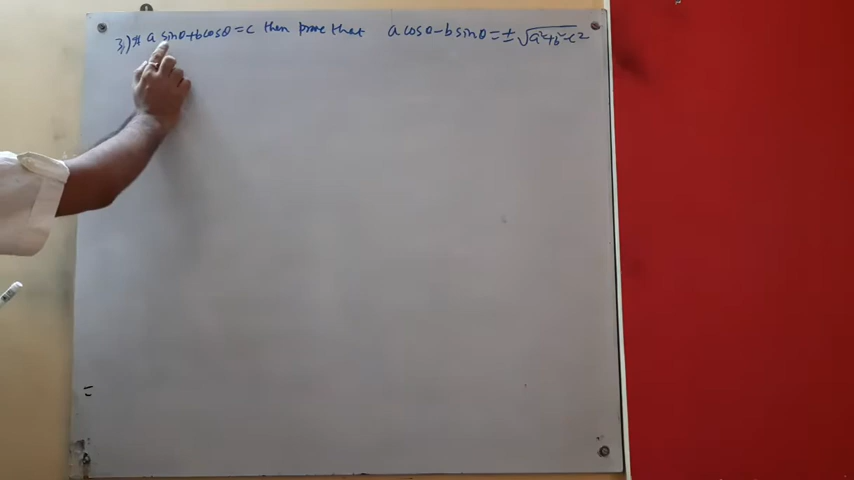 3) If a sinθ+bcosθ=c then prove that a cosθ-bsinθ=±√a²+b²-c²
=